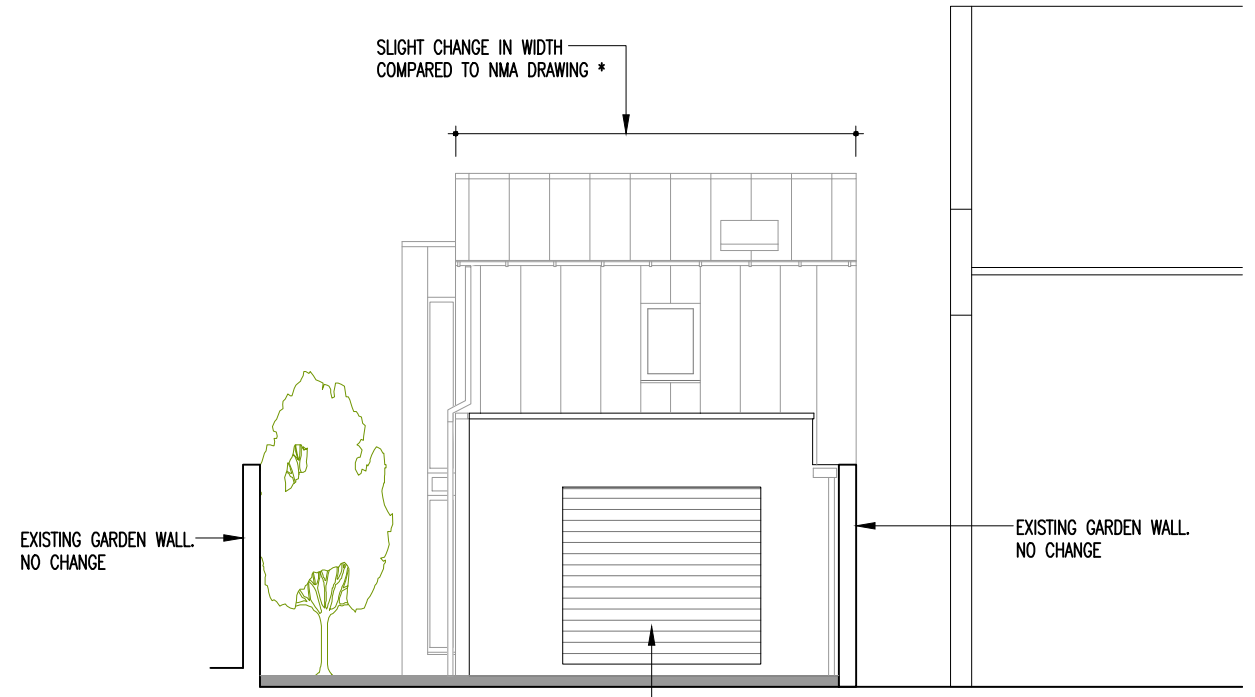 SLIGHT CHANGE IN WIDTH
COMPARED TO NMA DRAWING *
EXISTING GARDEN WALL.
NO CHANGE
EXISTING GARDEN WALL.
NO CHANGE